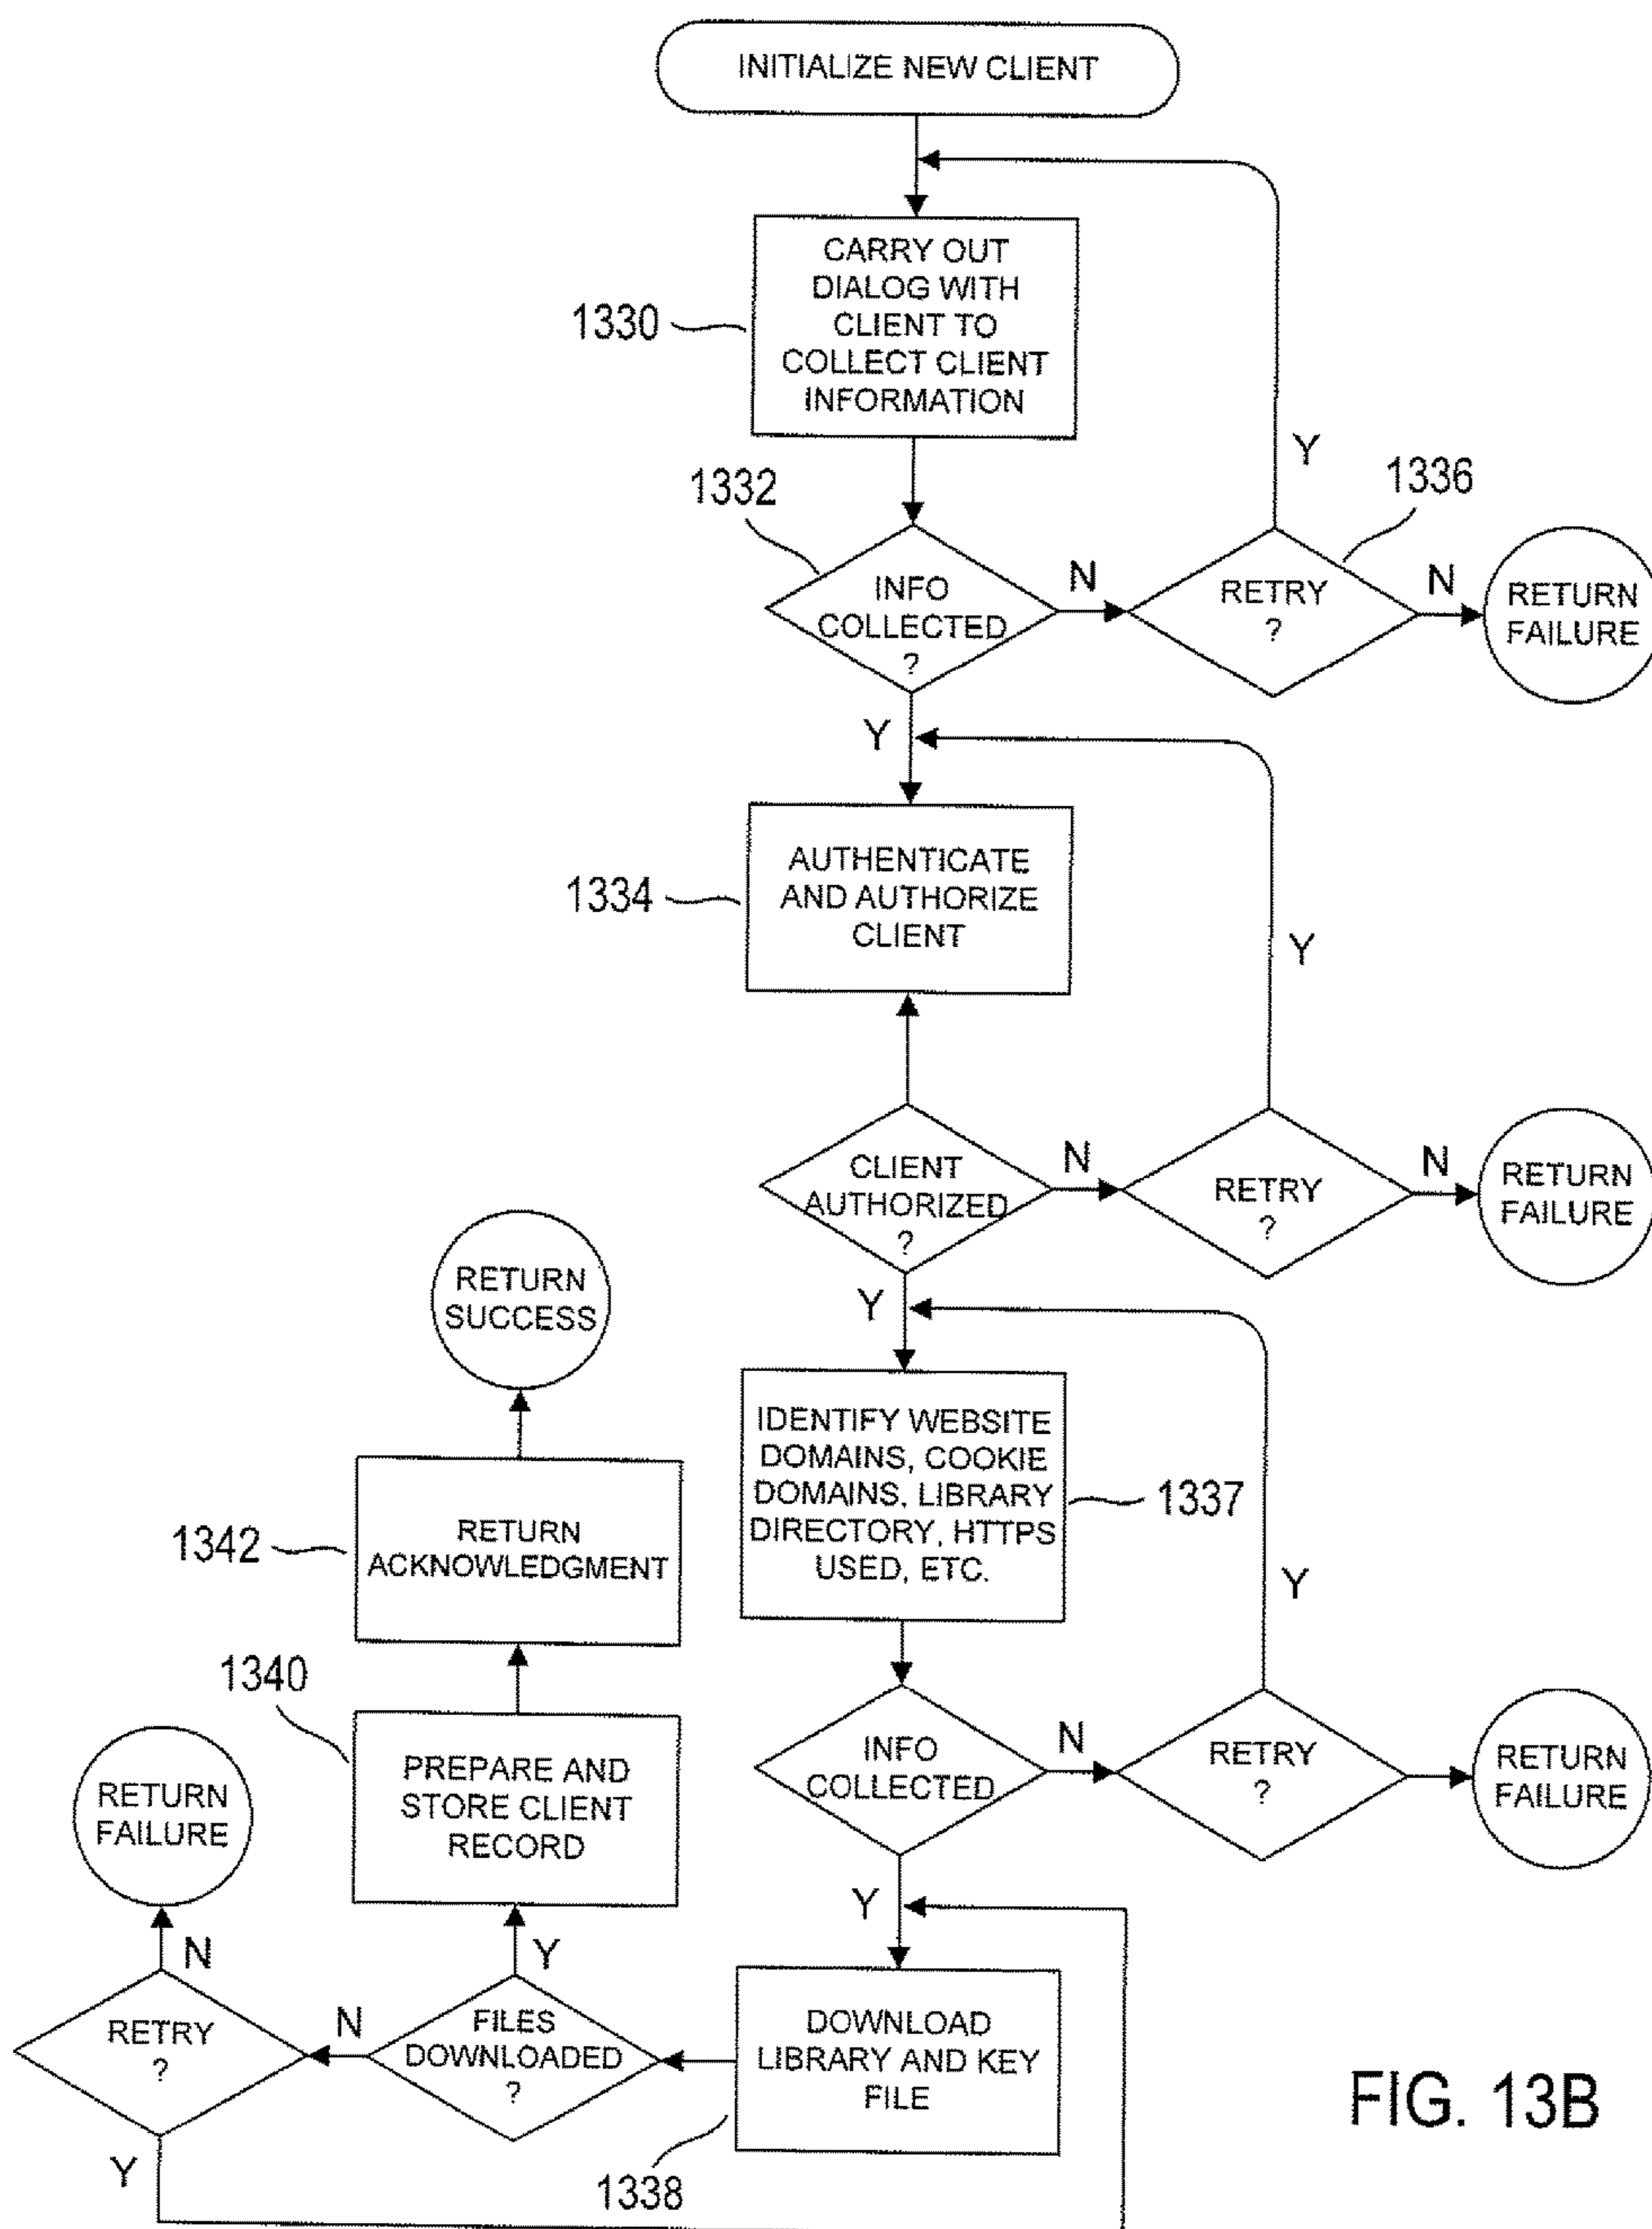 INITIALIZE NEW CLIENT
CARRY OUT
DIALOG WITH
CLIENT TO
COLLECT CLIENT
INFORMATION
1330
Y
1332
1336
INFO
COLLECTED
?
N
RETRY
?
N
RETURN
FAILURE
Y
AUTHENTICATE
AND AUTHORIZE
CLIENT
1334
Y
CLIENT
AUTHORIZED
?
N
RETRY
?
N
RETURN
FAILURE
Y
RETURN
SUCCESS
IDENTIFY WEBSITE
DOMAINS, COOKIE
DOMAINS, LIBRARY
DIRECTORY, HTTPS
USED, ETC.
1337
RETURN
ACKNOWLEDGMENT
1342
Y
1340
INFO
COLLECTED
N
RETRY
?
RETURN
FAILURE
PREPARE AND
STORE CLIENT
RECORD
RETURN
FAILURE
Y
N
Y
RETRY
?
N
FILES
DOWNLOADED
?
DOWNLOAD
LIBRARY AND KEY
FILE
Y
1338
FIG. 13B